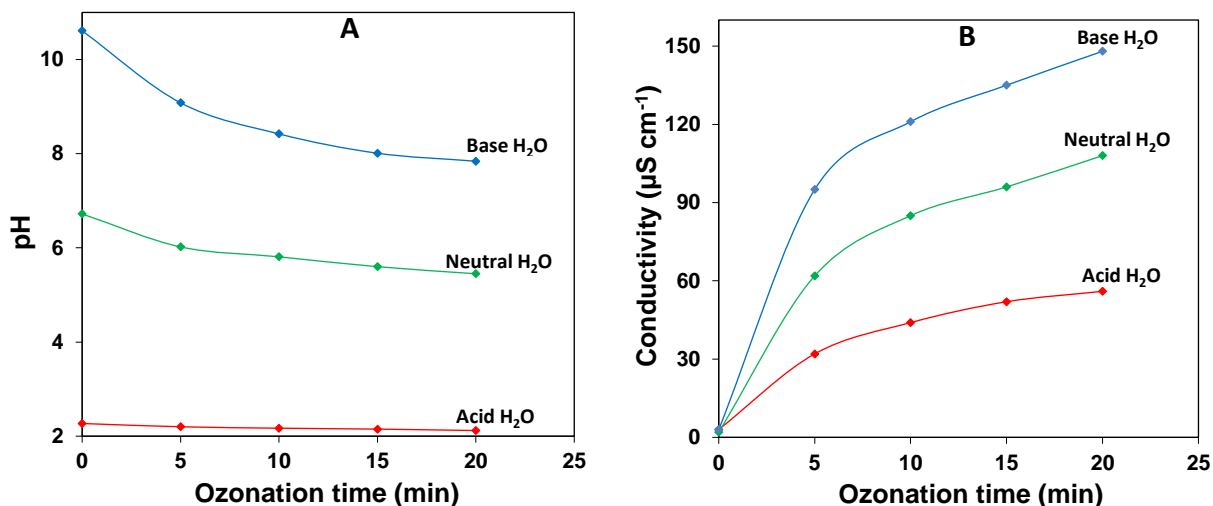 A
10
8
6
4
2
pH
Base H₂O
Neutral H₂O
Acid H₂O
0 5 10 15 20 25
Ozonation time (min)
B
150
120
90
60
30
0
Conductivity (µS cm⁻¹)
Base H₂O
Neutral H₂O
Acid H₂O
0 5 10 15 20 25
Ozonation time (min)